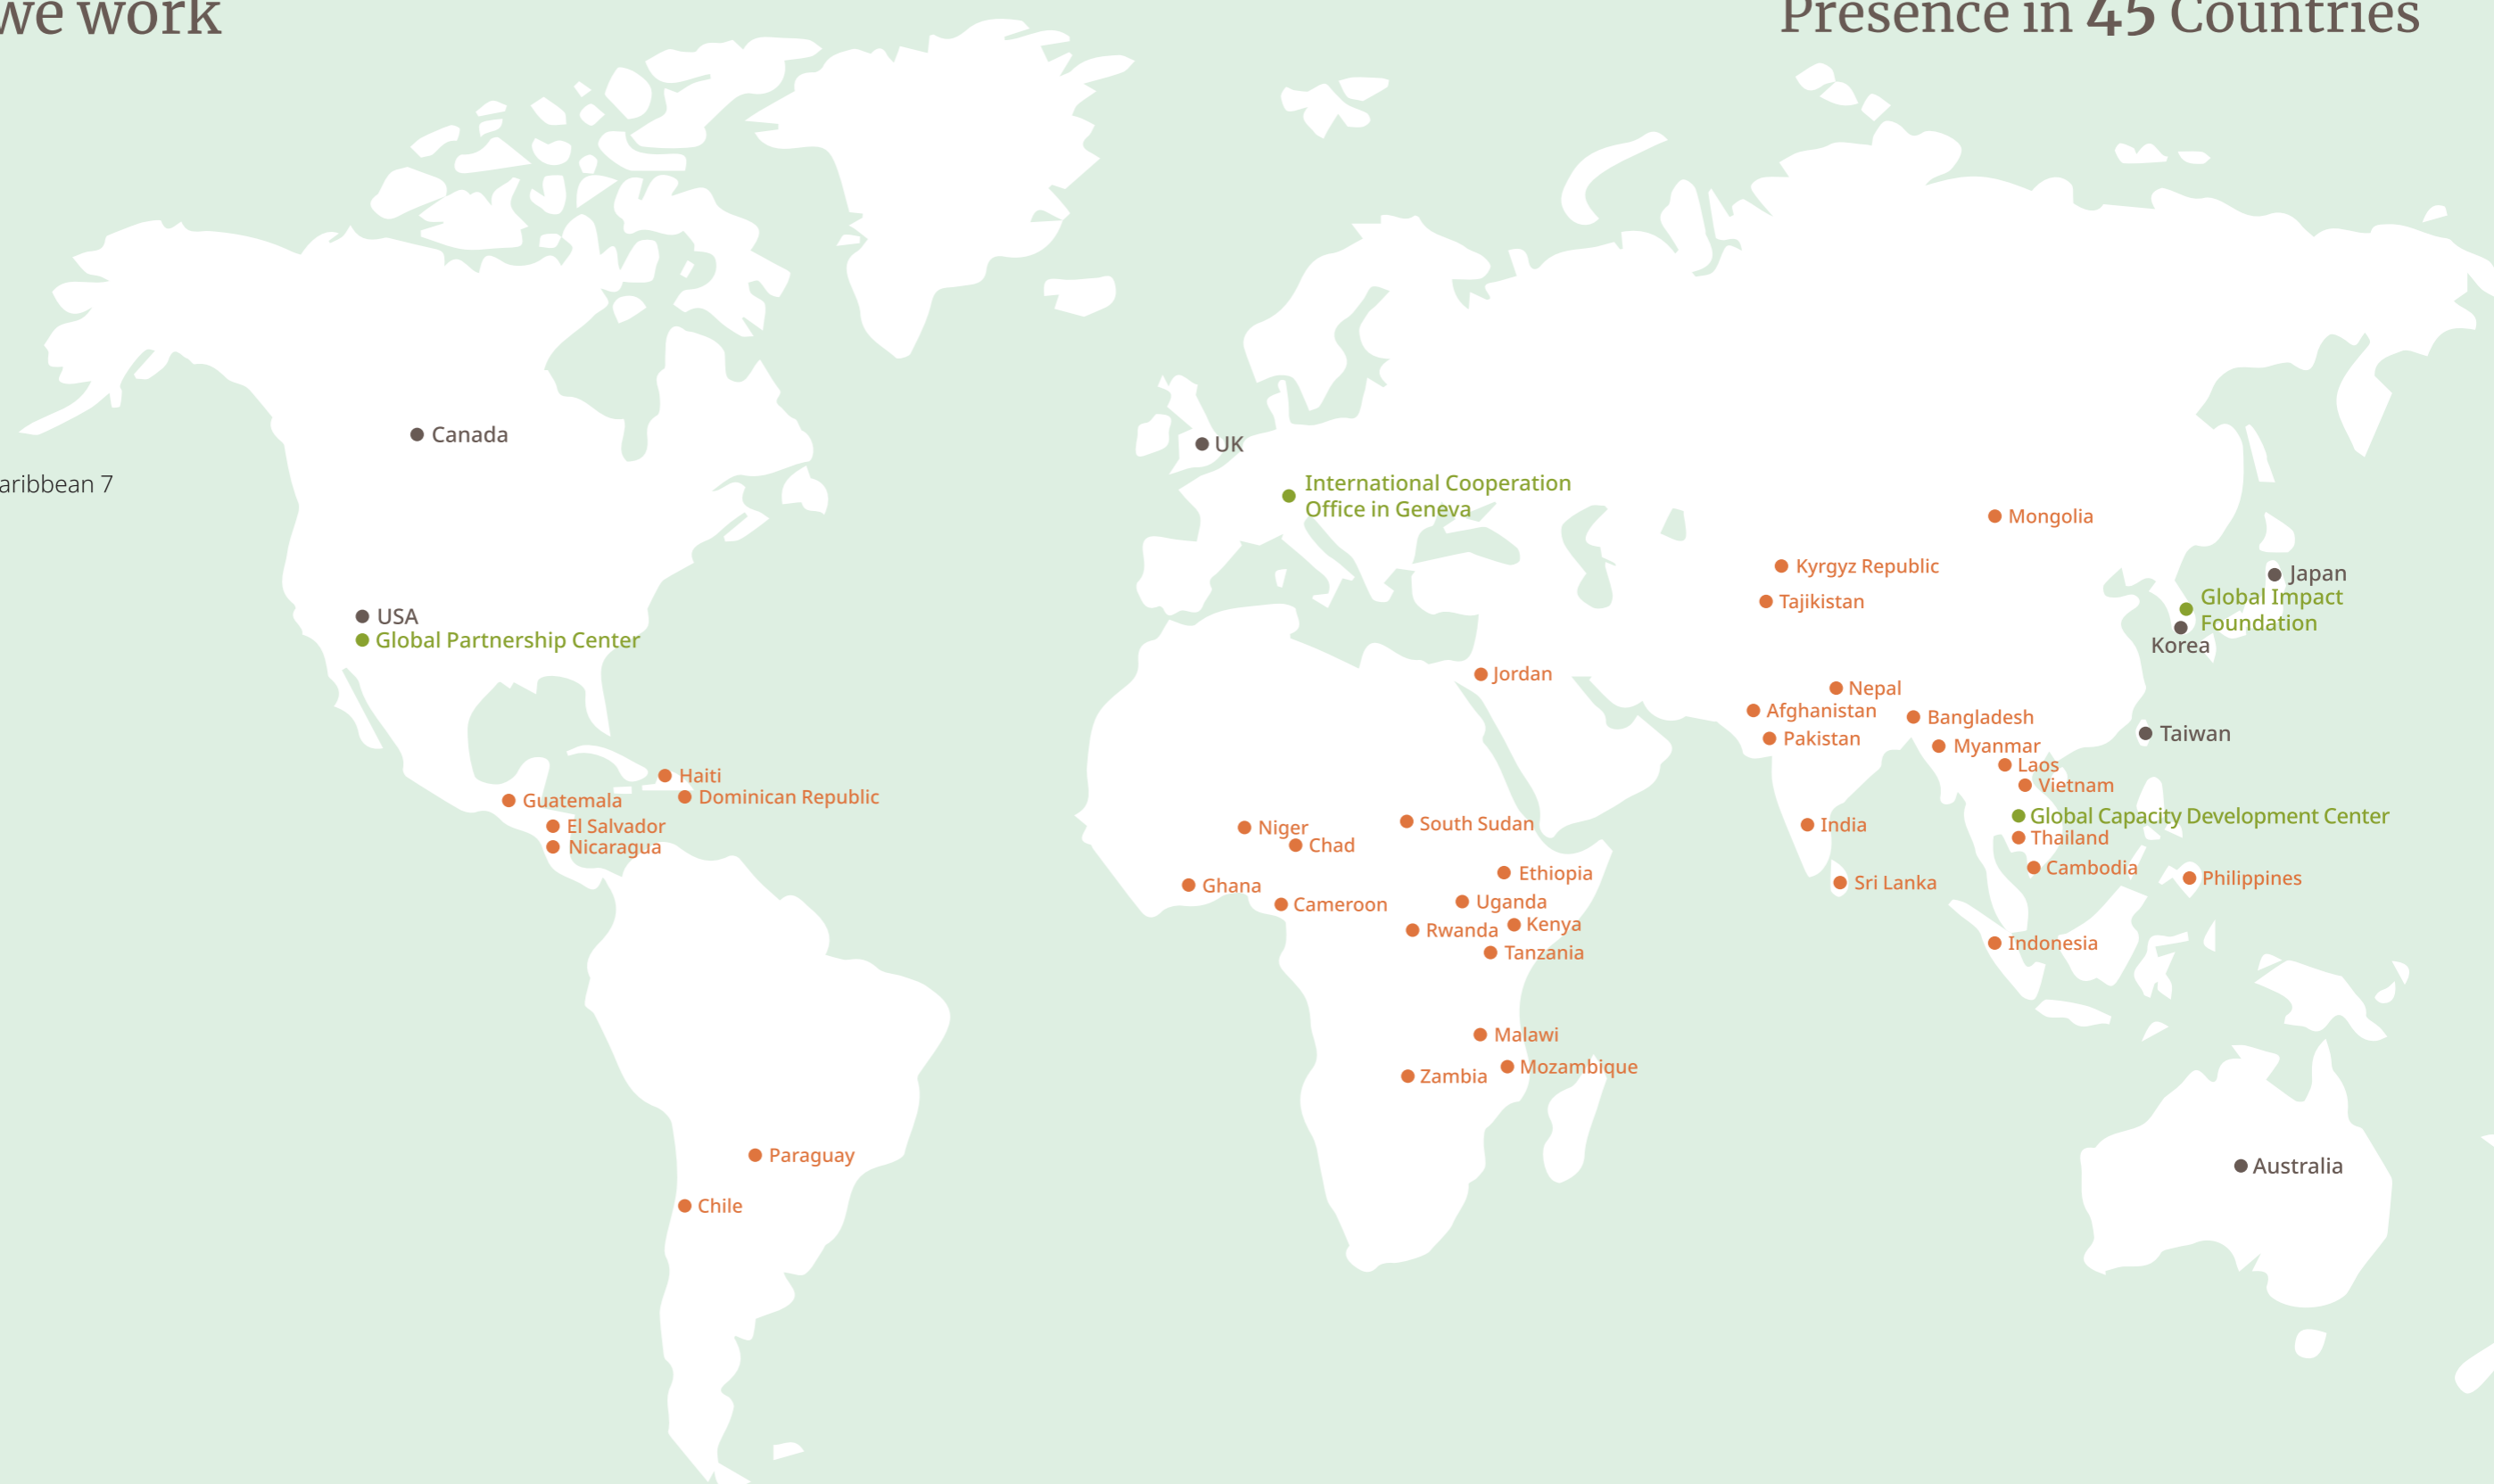 we work
Presence in 45 Countries
Canada
UK
aribbean 7
International Cooperation
Office in Geneva
Mongolia
Kyrgyz Republic
Japan
Tajikistan
Global Impact
Foundation
USA
Global Partnership Center
Korea
Jordan
Nepal
Afghanistan
Bangladesh
Taiwan
Pakistan
Myanmar
Laos
Haiti
Vietnam
Dominican Republic
Guatemala
Global Capacity Development Center
South Sudan
India
El Salvador
Niger
Thailand
Nicaragua
Chad
Cambodia
Ethiopia
Philippines
Sri Lanka
Ghana
Uganda
Cameroon
Kenya
Rwanda
Indonesia
Tanzania
Malawi
Mozambique
Zambia
Paraguay
Australia
Chile